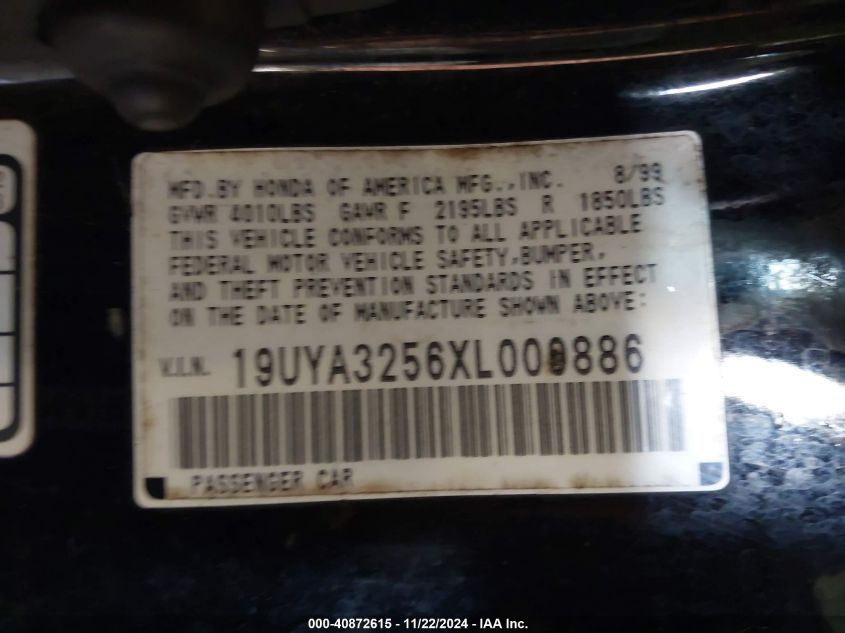 MFD.BY HONDA OF AMERICA MFG.,INC. 8/99
GVWR 4010LBS GAWR F 2195LBS R 1850LBS
THIS VEHICLE CONFORMS TO ALL APPLICABLE
FEDERAL MOTOR VEHICLE SAFETY,BUMPER,
AND THEFT PREVENTION STANDARDS IN EFFECT
ON THE DATE OF MANUFACTURE SHOWN ABOVE:
V.I.N. 19UYA3256XL009886
PASSENGER CAR
000-40872615 - 11/22/2024 - IAA Inc.